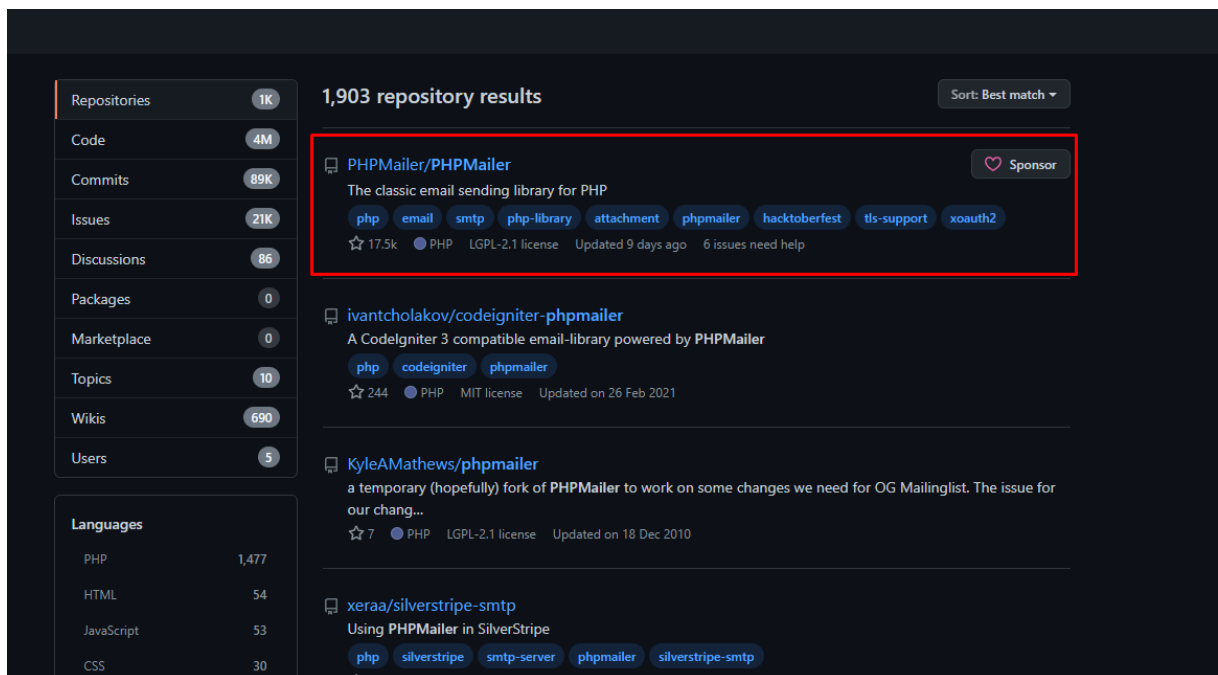 Repositories 1K
Code 4M
Commits 89K
Issues 21K
Discussions 86
Packages 0
Marketplace 0
Topics 10
Wikis 690
Users 5
Languages
PHP 1,477
HTML 54
JavaScript 53
CSS 30
1,903 repository results
Sort: Best match
PHPMailer/PHPMailer
Sponsor
The classic email sending library for PHP
php email smtp php-library attachment phpmailer hacktoberfest tls-support xoauth2
17.5k PHP LGPL-2.1 license Updated 9 days ago 6 issues need help
ivantcholakov/codeigniter-phpmailer
A CodeIgniter 3 compatible email-library powered by PHPMailer
php codeigniter phpmailer
244 PHP MIT license Updated on 26 Feb 2021
KyleAMathews/phpmailer
a temporary (hopefully) fork of PHPMailer to work on some changes we need for OG Mailinglist. The issue for
our chang...
7 PHP LGPL-2.1 license Updated on 18 Dec 2010
xeraa/silverstripe-smtp
Using PHPMailer in SilverStripe
php silverstripe smtp-server phpmailer silverstripe-smtp